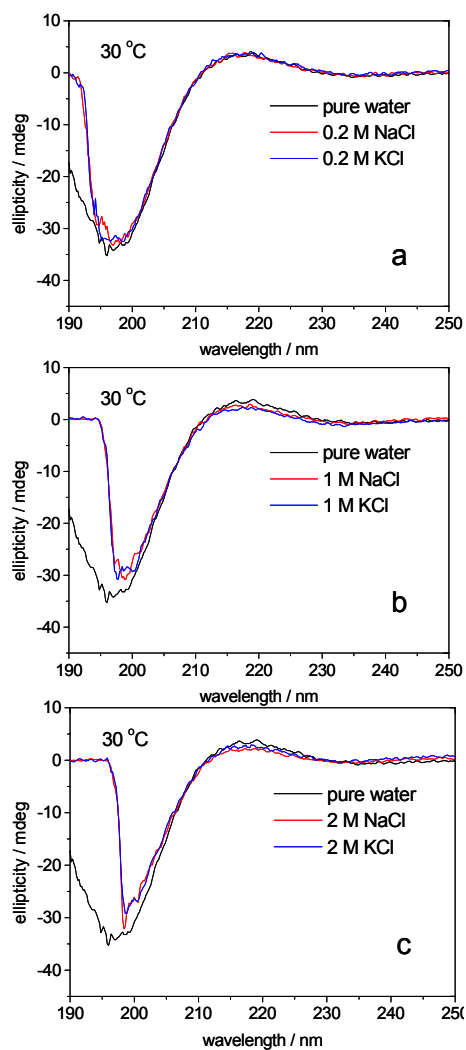 10
0
-10
-20
-30
-40
ellipticity / mdeg
30 °C
pure water
0.2 M NaCl
0.2 M KCl
a
190 200 210 220 230 240 250
wavelength / nm
10
0
-10
-20
-30
-40
ellipticity / mdeg
30 °C
pure water
1 M NaCl
1 M KCl
b
190 200 210 220 230 240 250
wavelength / nm
10
0
-10
-20
-30
-40
ellipticity / mdeg
30 °C
pure water
2 M NaCl
2 M KCl
c
190 200 210 220 230 240 250
wavelength / nm